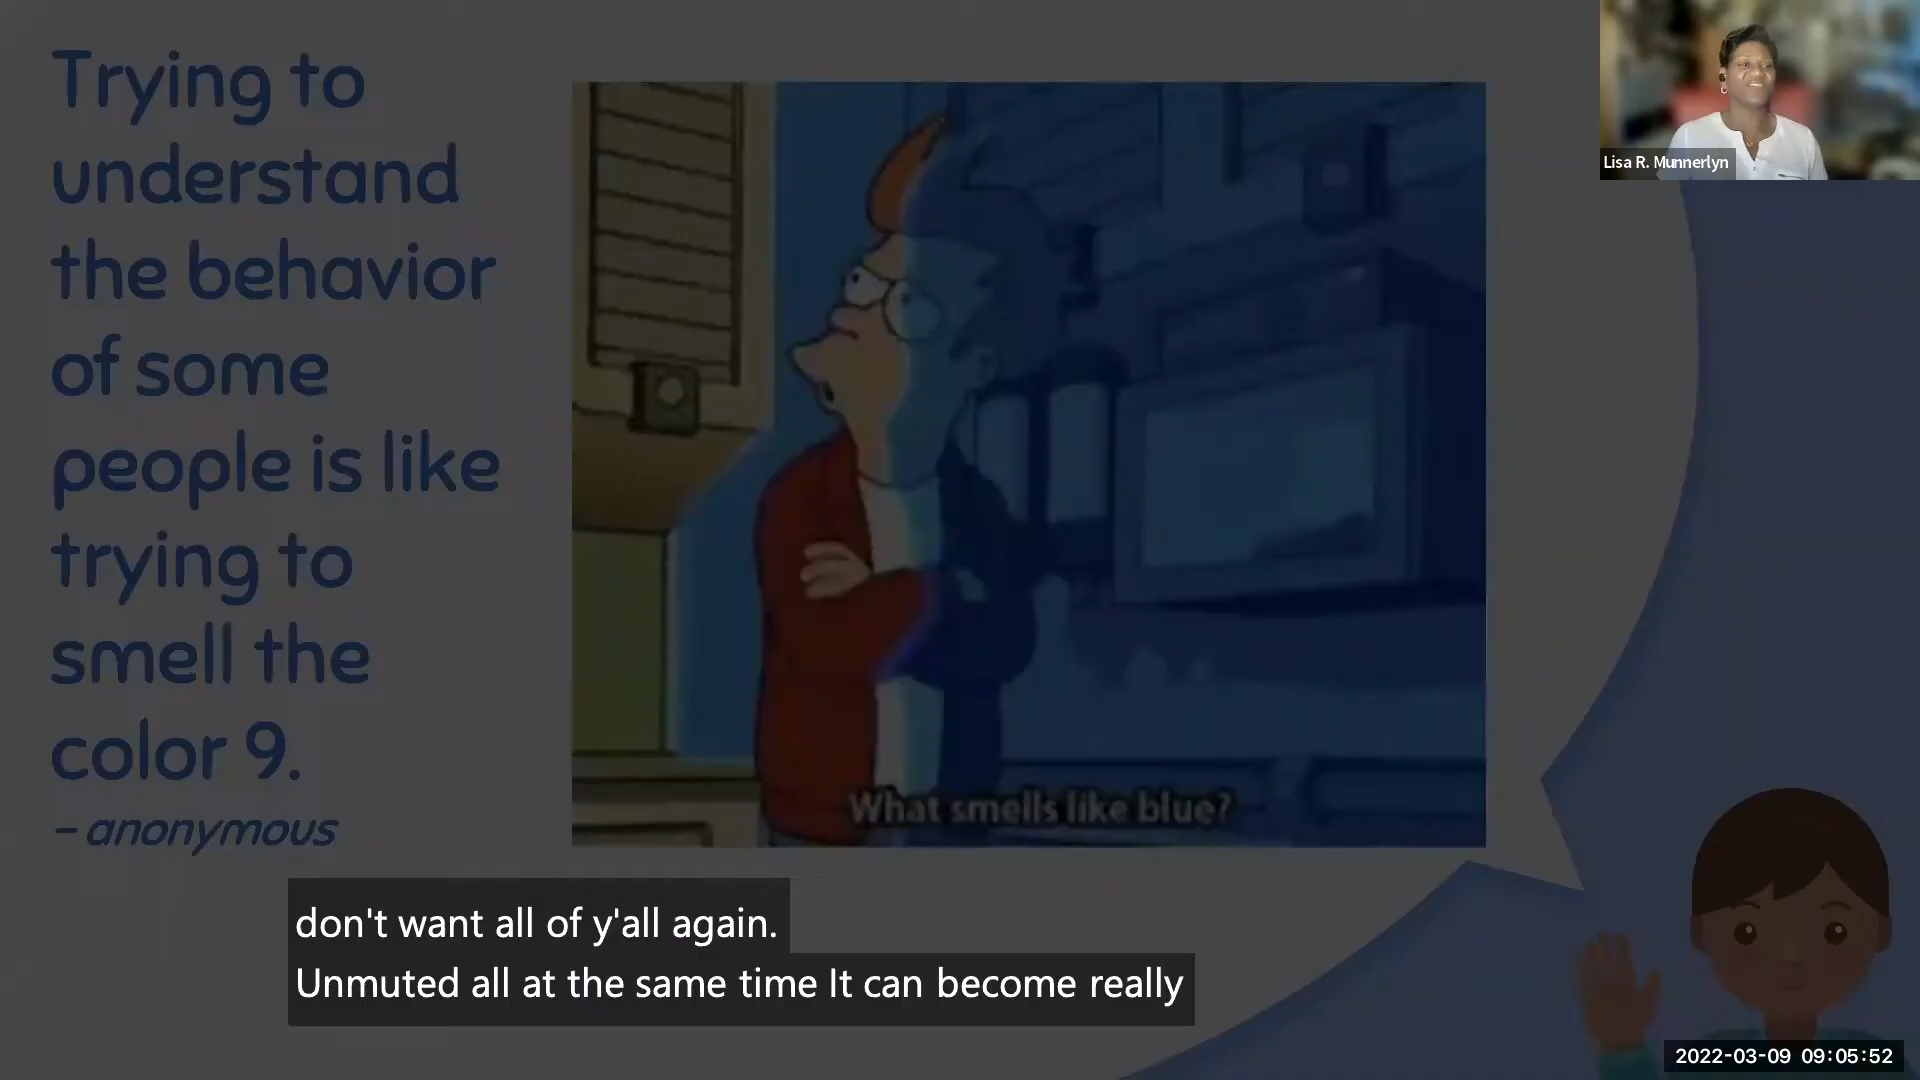 Trying to
understand
the behavior
of some
people is like
trying to
smell the
color 9.
- anonymous
What smells like blue?
Lisa R. Munnerlyn
don't want all of y'all again.
Unmuted all at the same time It can become really
2022-03-09 09:05:52